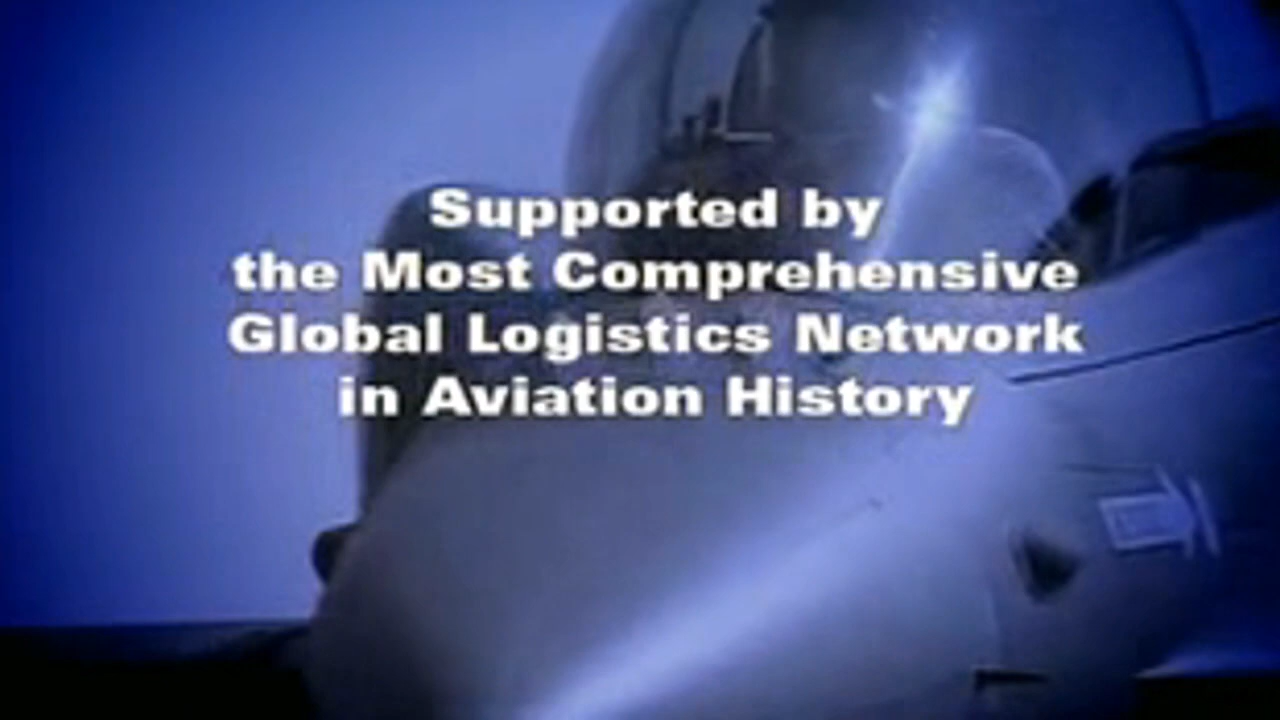 Supported by
the Most Comprehensive
Global Logistics Network
in Aviation History